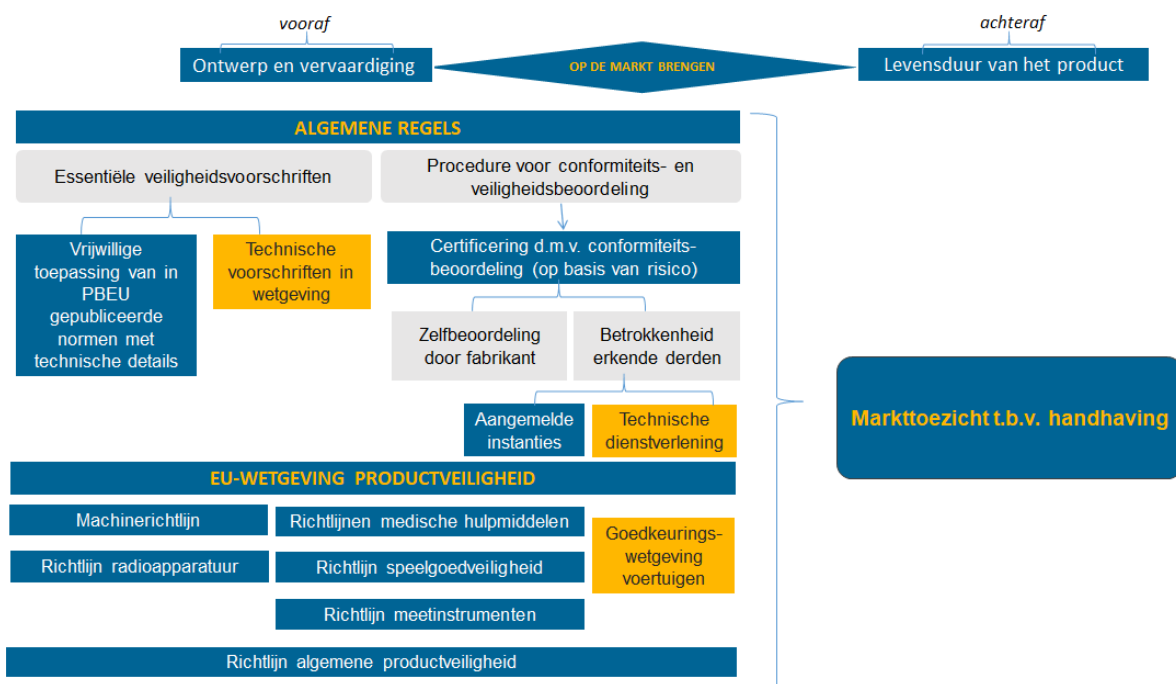 vooraf
achteraf
Ontwerp en vervaardiging
OP DE MARKT BRENGEN
Levensduur van het product
ALGEMENE REGELS
Essentiële veiligheidsvoorschriften
Procedure voor conformiteits- en
veiligheidsbeoordeling
Vrijwillige
toepassing van in
PBEU
gepubliceerde
normen met
technische details
Technische
voorschriften in
wetgeving
Certificering d.m.v. conformiteits-
beoordeling (op basis van risico)
Zelfbeoordeling
door fabrikant
Betrokkenheid
erkende derden
Aangemelde
instanties
Technische
dienstverlening
Markttoezicht t.b.v. handhaving
EU-WETGEVING PRODUCTVEILIGHEID
Machinerichtlijn
Richtlijnen medische hulpmiddelen
Goedkeurings-
wetgeving
voertuigen
Richtlijn radioapparatuur
Richtlijn speelgoedveiligheid
Richtlijn meetinstrumenten
Richtlijn algemene productveiligheid